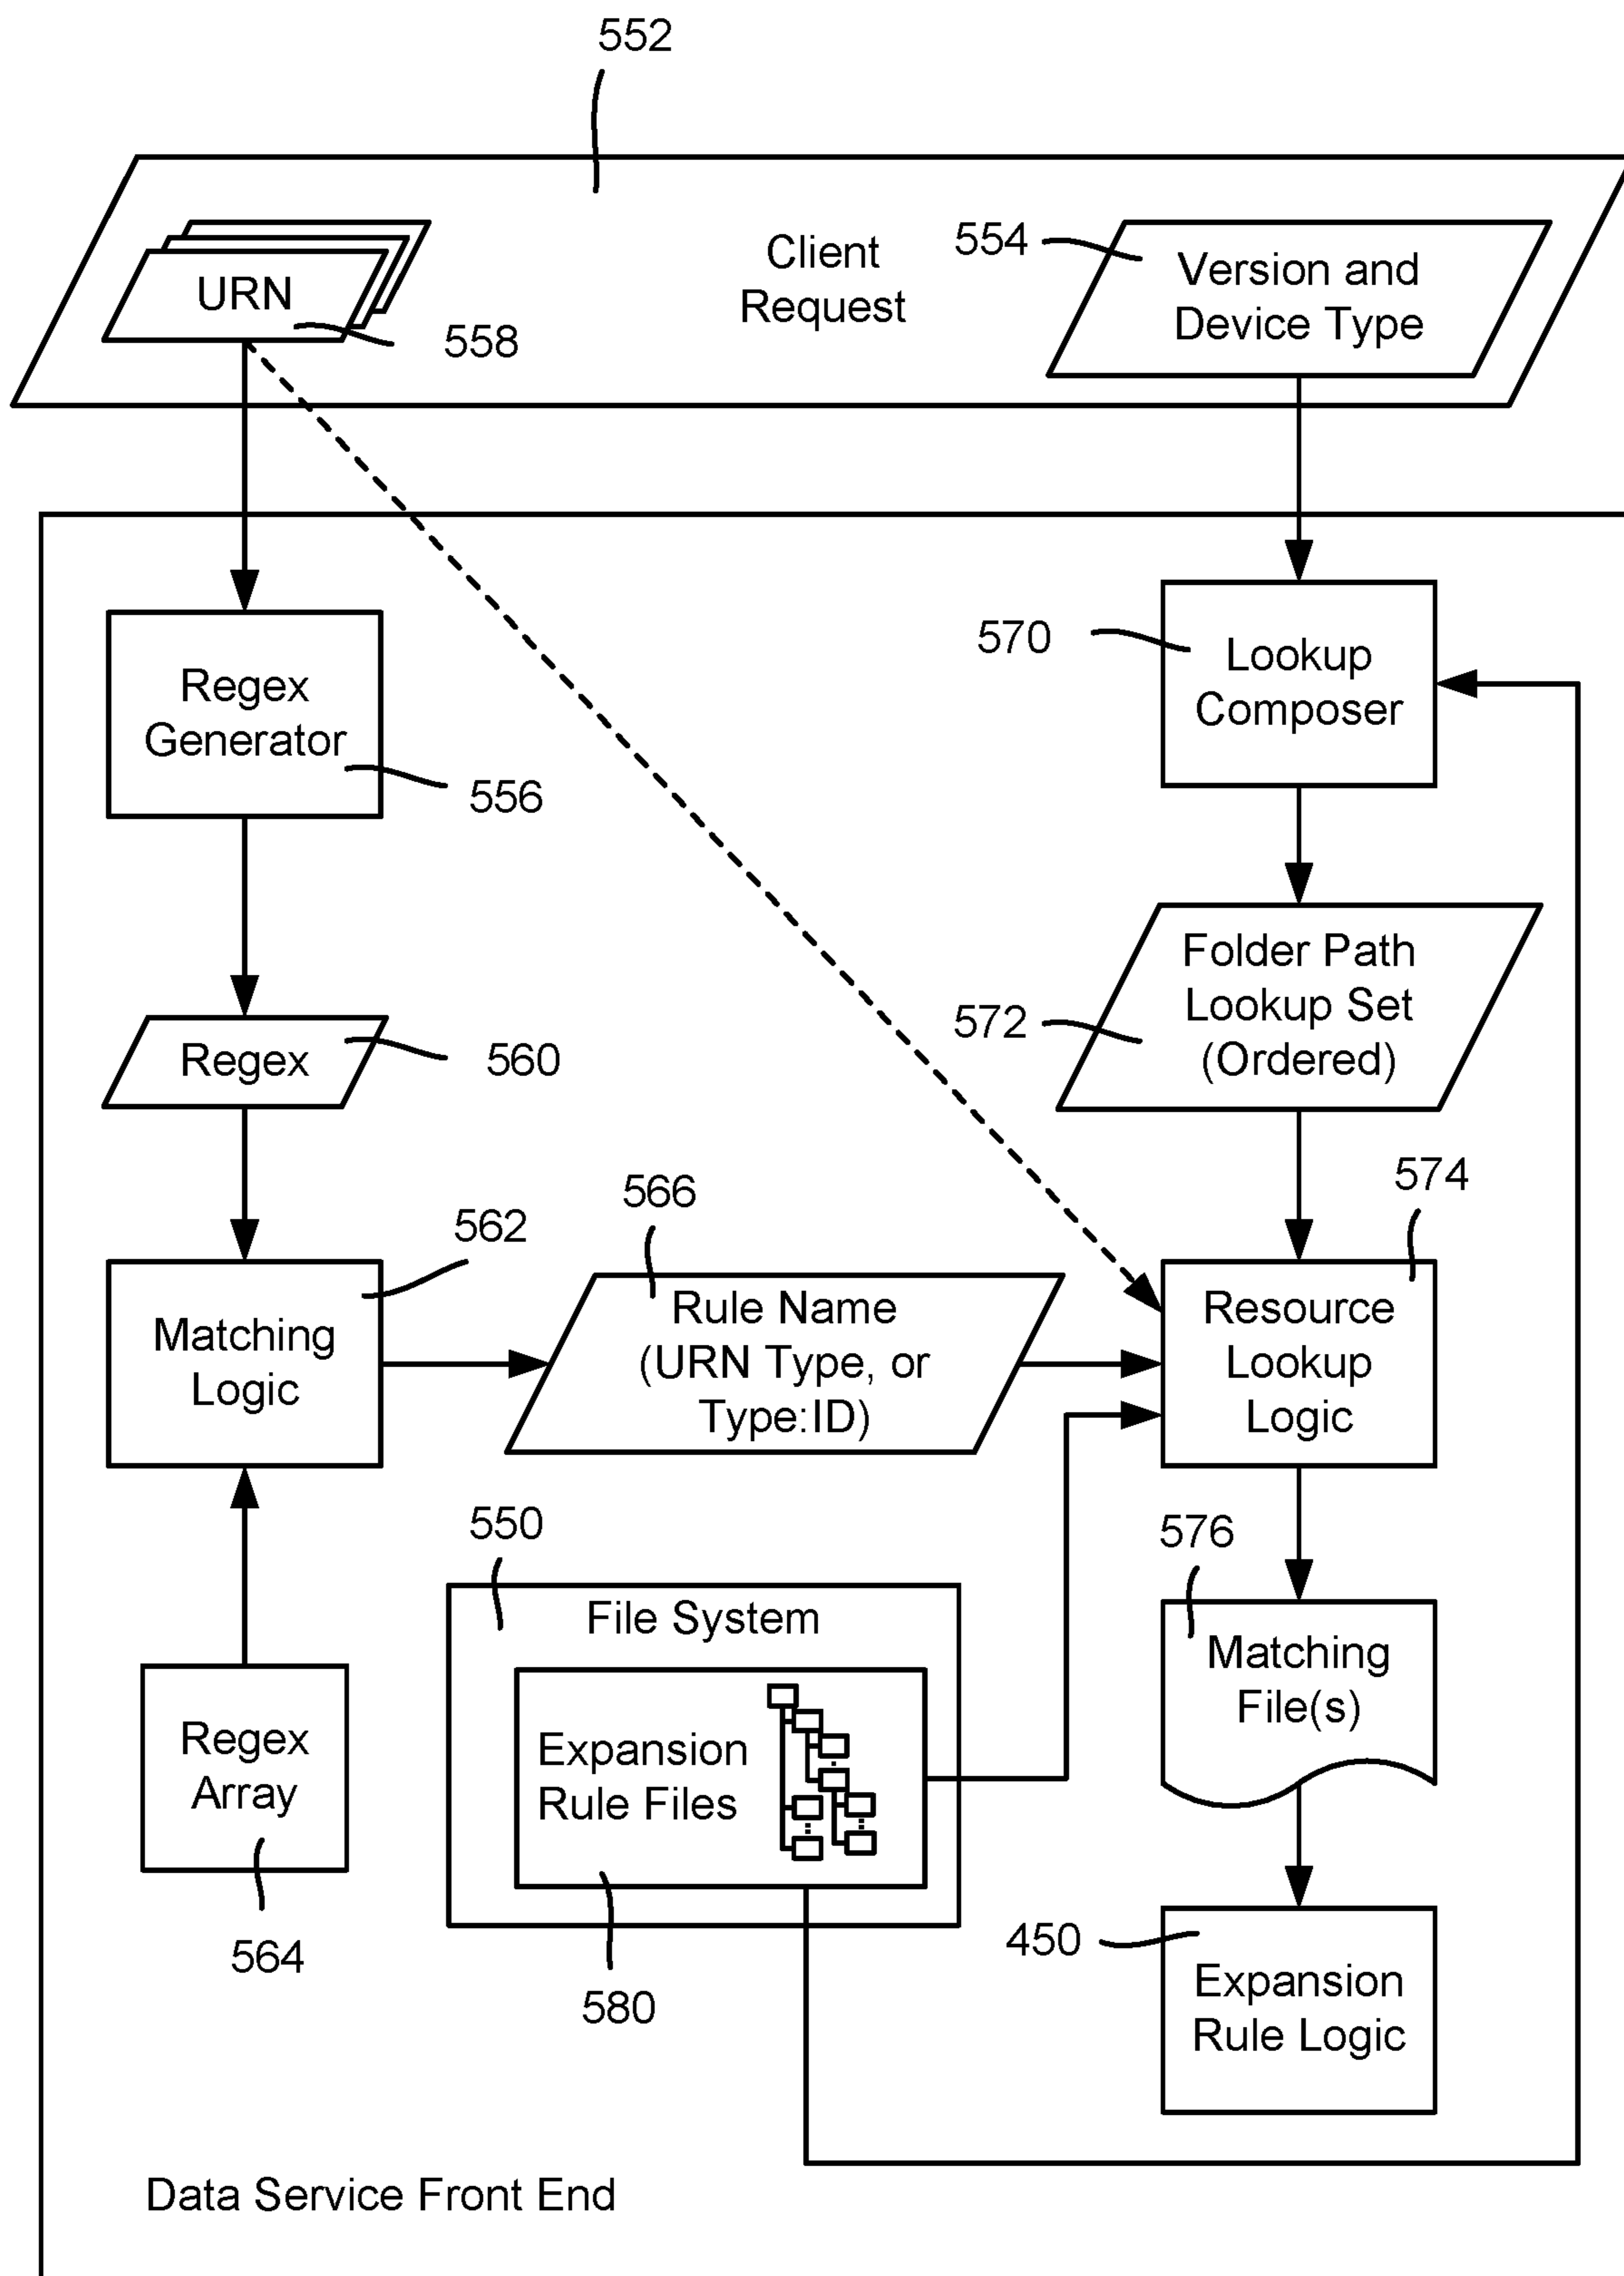 552
Client
Request
URN
558
554
Version and
Device Type
Regex
Generator
556
570
Lookup
Composer
Folder Path
Lookup Set
(Ordered)
572
Regex
560
562
566
574
Matching
Logic
Rule Name
(URN Type, or
Type:ID)
Resource
Lookup
Logic
550
File System
576
Matching
File(s)
Regex
Array
Expansion
Rule Files
564
580
450
Expansion
Rule Logic
Data Service Front End